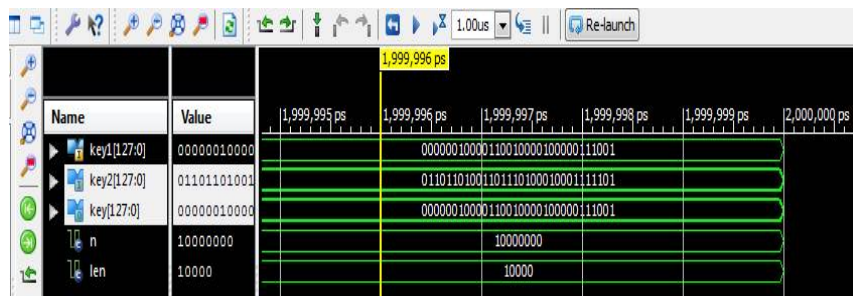 1.00us Re-launch
1,999,996 ps
Name Value 1,999,995 ps 1,999,996 ps 1,999,997 ps 1,999,998 ps 1,999,999 ps 2,000,000 ps
key1[127:0] 00000010000 00000010000110010000100000111001
key2[127:0] 01101101001 01101101001101110100010001111101
key[127:0] 00000010000 00000010000110010000100000111001
n 10000000 10000000
len 10000 10000